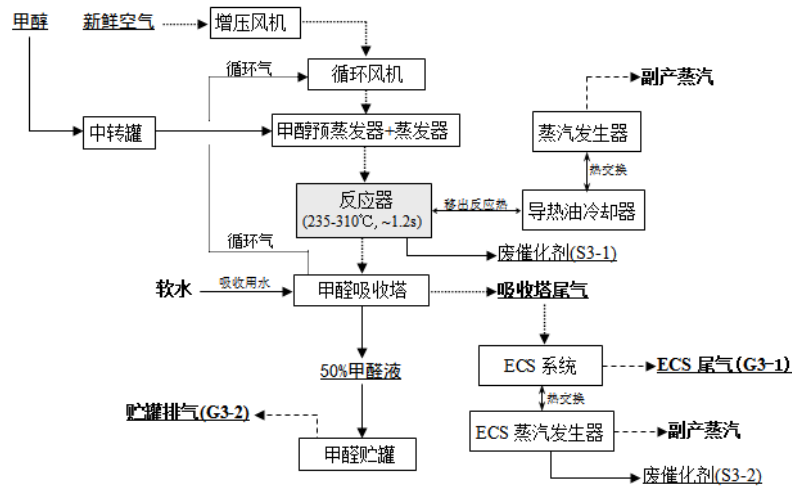 甲醇
新鲜空气
增压风机
循环气
循环风机
副产蒸汽
中转罐
甲醇预蒸发器+蒸发器
蒸汽发生器
热交换
反应器
(235-310℃, ~1.2s)
移出反应热
导热油冷却器
循环气
废催化剂(S3-1)
软水
吸收用水
甲醛吸收塔
吸收塔尾气
50%甲醛液
ECS 系统
ECS 尾气(G3-1)
热交换
贮罐排气(G3-2)
ECS 蒸汽发生器
副产蒸汽
甲醛贮罐
废催化剂(S3-2)